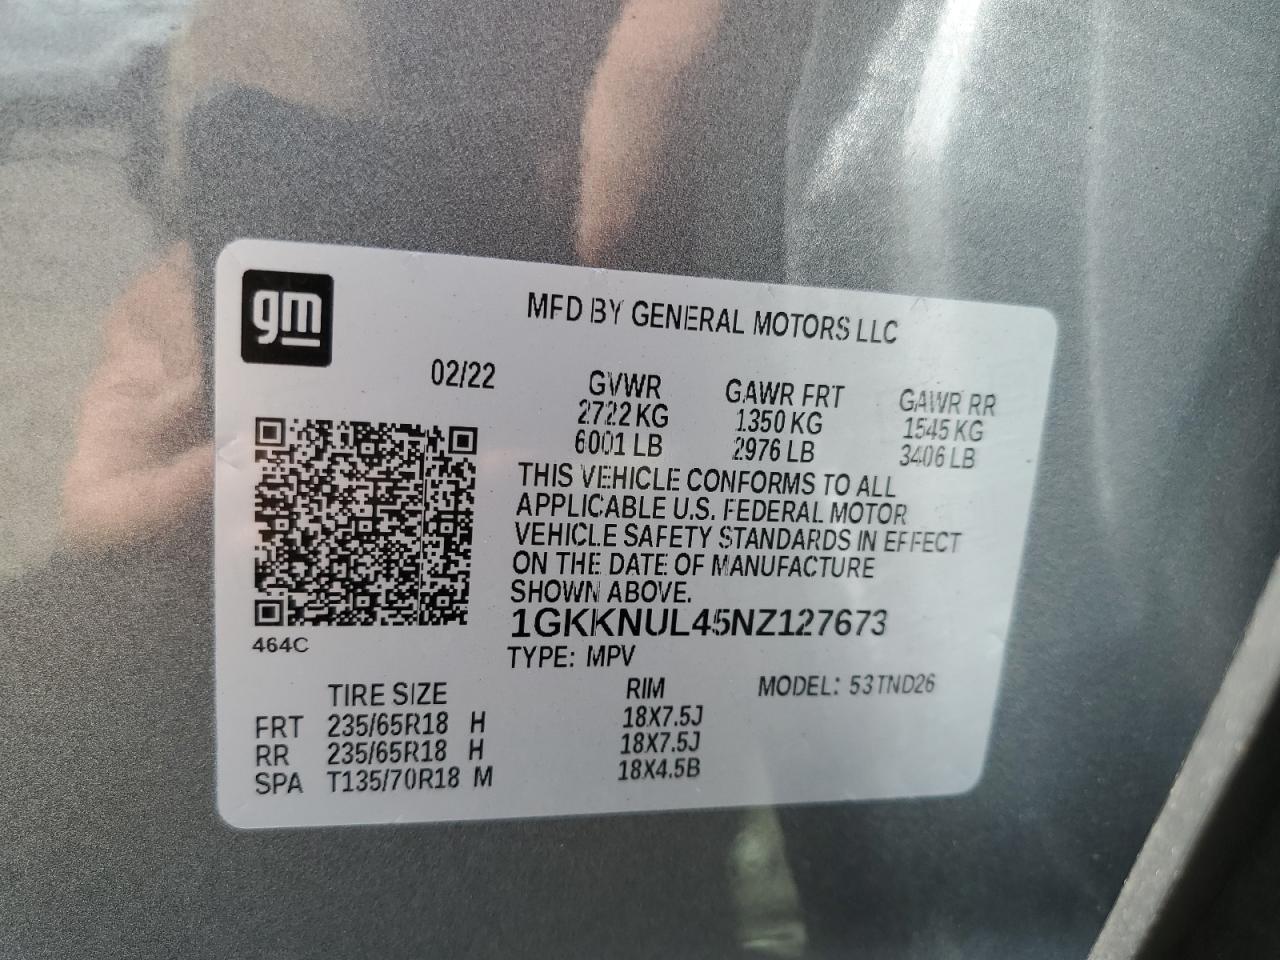 gm
MFD BY GENERAL MOTORS LLC
02/22
GVWR GAWR FRT GAWR RR
2722 KG 1350 KG 1545 KG
6001 LB 2976 LB 3406 LB
THIS VEHICLE CONFORMS TO ALL
APPLICABLE U.S. FEDERAL MOTOR
VEHICLE SAFETY STANDARDS IN EFFECT
ON THE DATE OF MANUFACTURE
SHOWN ABOVE.
1GKKNUL45NZ127673
464C
TYPE: MPV
TIRE SIZE RIM MODEL: 53TND26
FRT 235/65R18 H 18X7.5J
RR 235/65R18 H 18X7.5J
SPA T135/70R18 M 18X4.5B